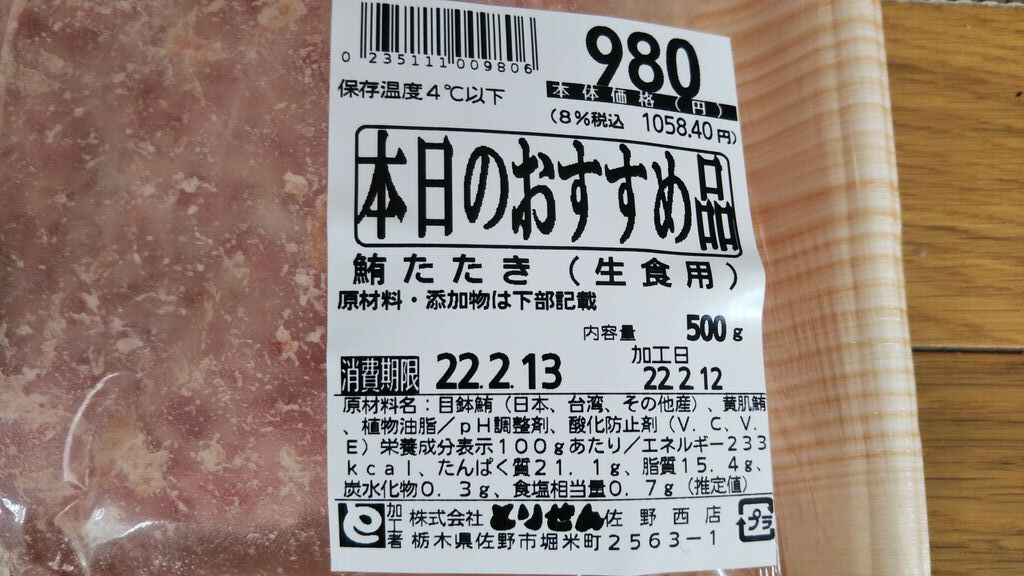 0 235111 009806
980
本体価格(円)
保存温度4℃以下
(8%税込 1058.40円)
本日のおすすめ品
鮪たたき(生食用)
原材料・添加物は下部記載
内容量 500g
加工日
消費期限 22.2.13 22.2.12
原材料名：目鉢鮪(日本、台湾、その他産)、黄肌鮪
、植物油脂/pH調整剤、酸化防止剤(V.C、V.
E)栄養成分表示100gあたり/エネルギー233
kcal、たんぱく質21.1g、脂質15.4g、
炭水化物0.3g、食塩相当量0.7g(推定値)
加工者 株式会社 とりせん 佐野西店 プラ
栃木県佐野市堀米町2563-1